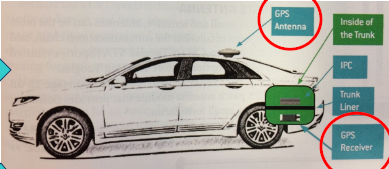 GPS
Antenna
Inside of
the Trunk
IPC
Trunk
Liner
GPS
Receiver